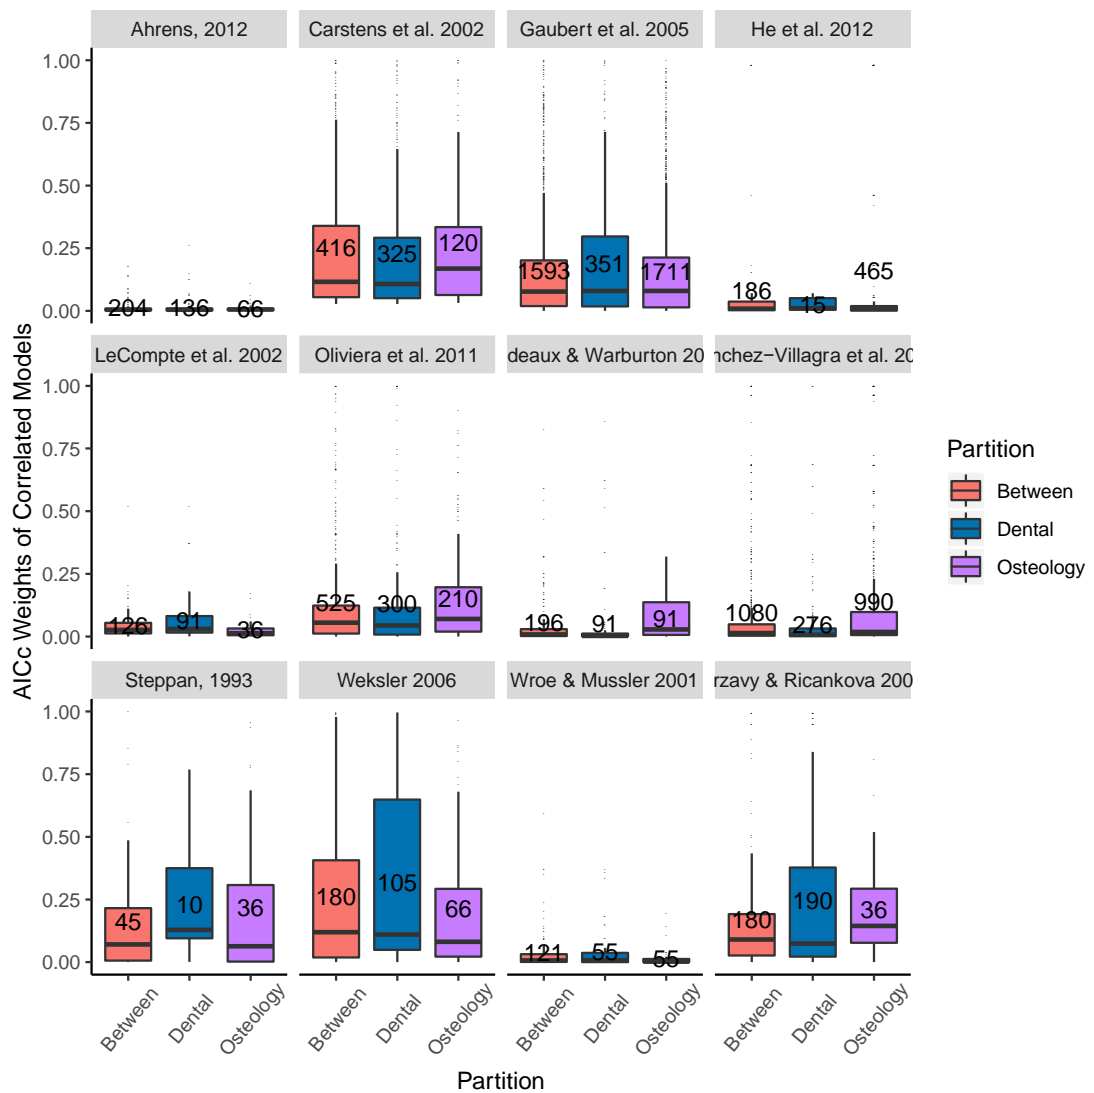 Ahrens, 2012 Carstens et al. 2002 Gaubert et al. 2005 He et al. 2012
1.00
0.75
0.50
0.25
0.00
204 136 66
416 325 120
1593 351 1711
186 15 465
LeCompte et al. 2002 Oliviera et al. 2011 deaux & Warburton 20 nchez−Villagra et al. 20
1.00
0.75
0.50
0.25
0.00
126 91 36
525 300 210
196 91 91
1080 276 990
Steppan, 1993 Weksler 2006 Wroe & Mussler 2001 rzavy & Ricankova 200
1.00
0.75
0.50
0.25
0.00
45 10 36
180 105 66
121 55 55
180 190 36
Between Dental Osteology Between Dental Osteology Between Dental Osteology Between Dental Osteology
Partition
AICc Weights of Correlated Models
Partition
Between
Dental
Osteology